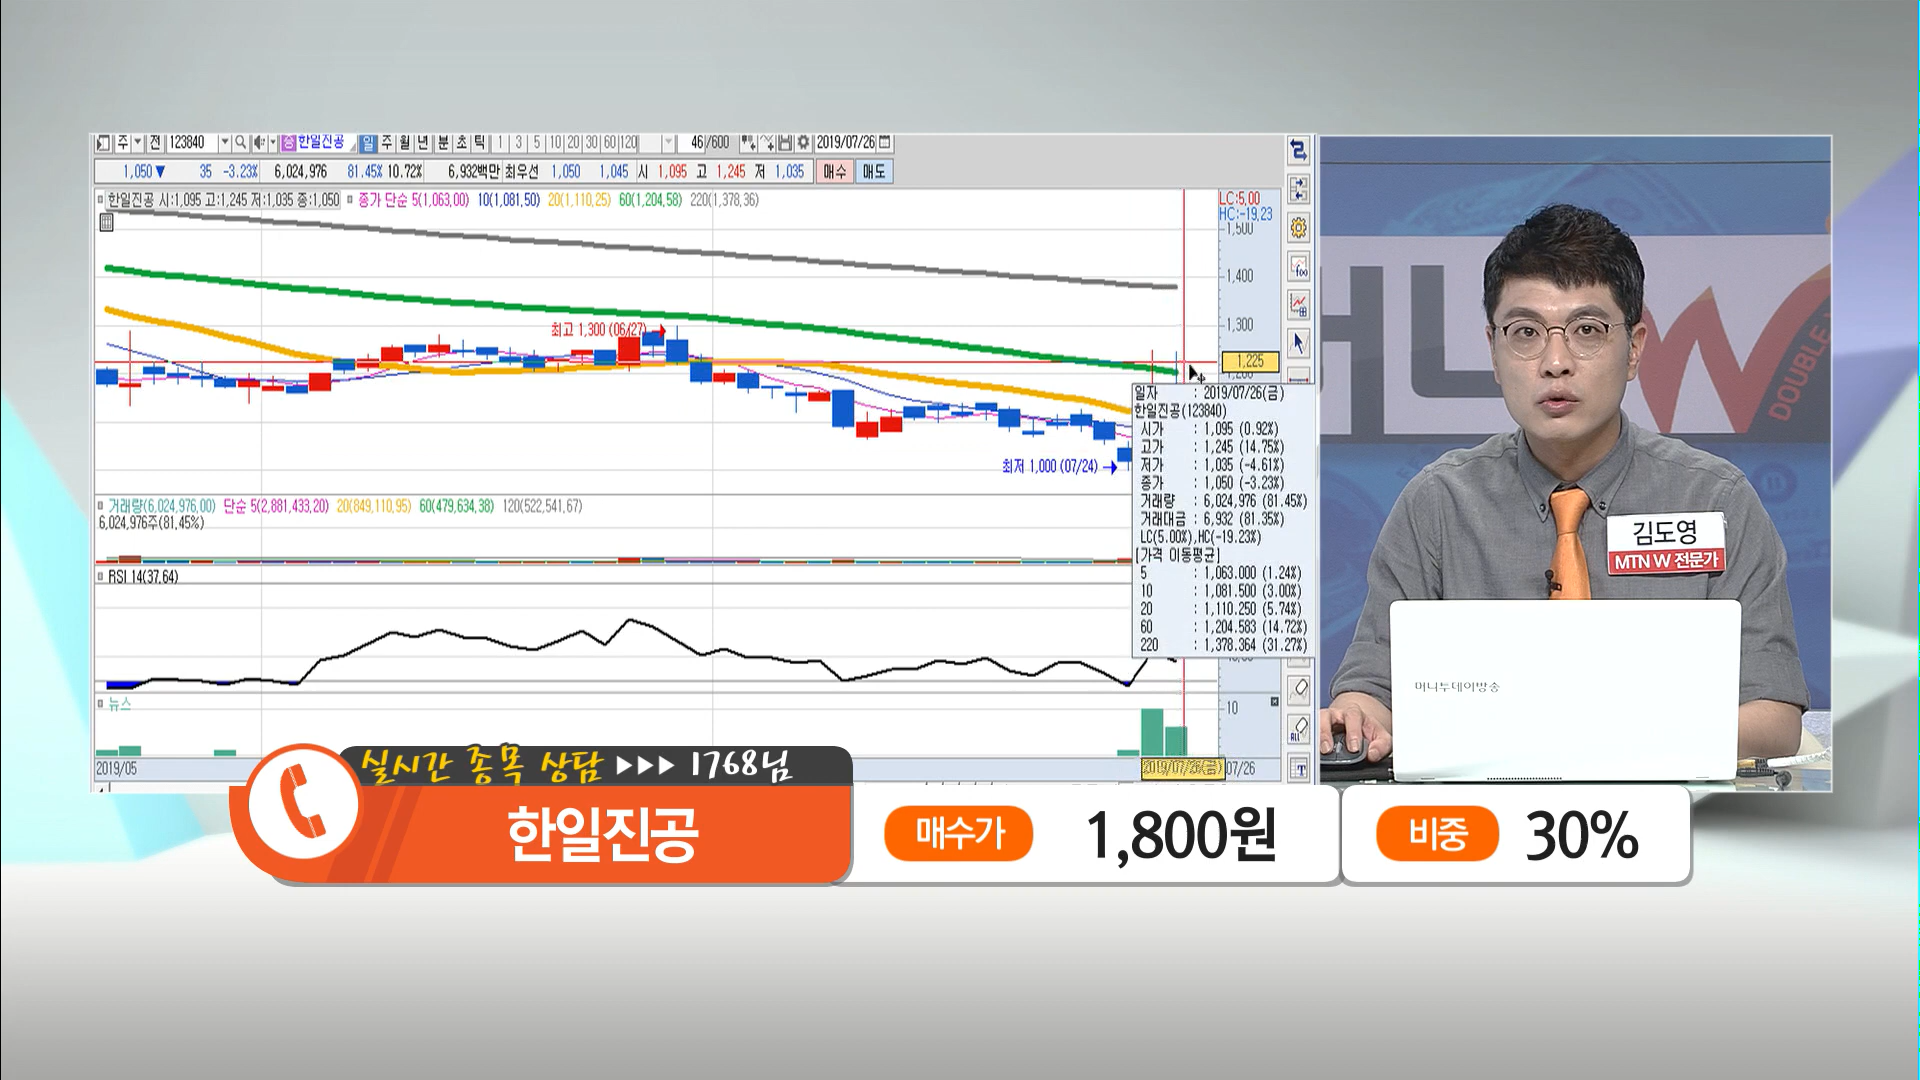 주 전 123840 한일진공 일 주 월 년 분 초 틱 1 3 5 10 20 30 60 120 46 /600 2019/07/26
1,050▼ 35 -3.23% 6,024,976 81.45% 10.72% 6,932백만 최우선 1,050 1,045 시 1,095 고 1,245 저 1,035 매수 매도
한일진공 시:1,095 고:1,245 저:1,035 종:1,050 종가 단순 5(1,063,00) 10(1,081,50) 20(1,110,25) 60(1,204,58) 220(1,378,36)
LC:5,00
HC:-19,23
1,500
1,400
1,300
최고 1,300 (06/27)
1,225
최저 1,000 (07/24)
일자 : 2019/07/26(금)
한일진공(123840)
시가 : 1,095 (0.92%)
고가 : 1,245 (14.75%)
저가 : 1,035 (-4.61%)
종가 : 1,050 (-3.23%)
거래량 : 6,024,976 (81.45%)
거래대금 : 6,932 (81.35%)
LC(5.00%),HC(-19.23%)
[가격 이동평균]
5 : 1,063.000 (1.24%)
10 : 1,081.500 (3.00%)
20 : 1,110.250 (5.74%)
60 : 1,204.583 (14.72%)
220 : 1,378.364 (31.27%)
거래량(6,024,976,00) 단순 5(2,881,433,20) 20(849,110,95) 60(479,634,38) 120(522,541,67)
6,024,976주(81,45%)
RSI 14(37,64)
뉴스
10
2019/05
2019/07/26(금) 07/26
DOUBLE
김도영
MTN W 전문가
머니투데이방송
실시간 종목 상담 ▶▶▶ 1768님
한일진공
매수가 1,800원
비중 30%